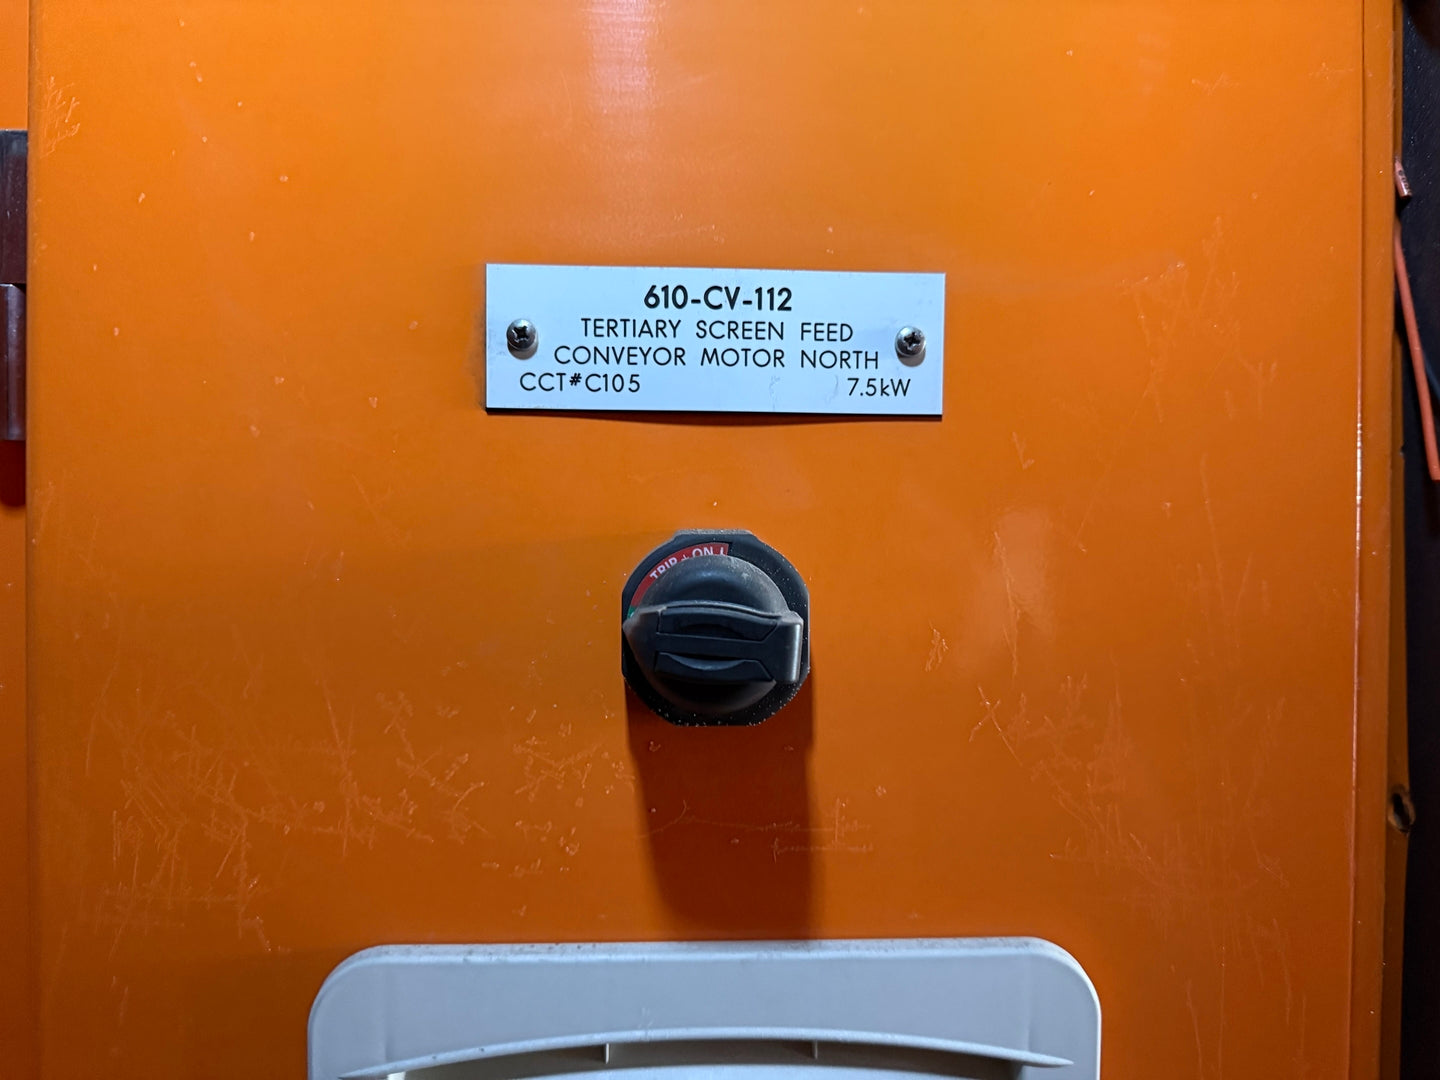 610-CV-112
TERTIARY SCREEN FEED
CONVEYOR MOTOR NORTH
CCT#C105 7.5kW
TRIP + ON